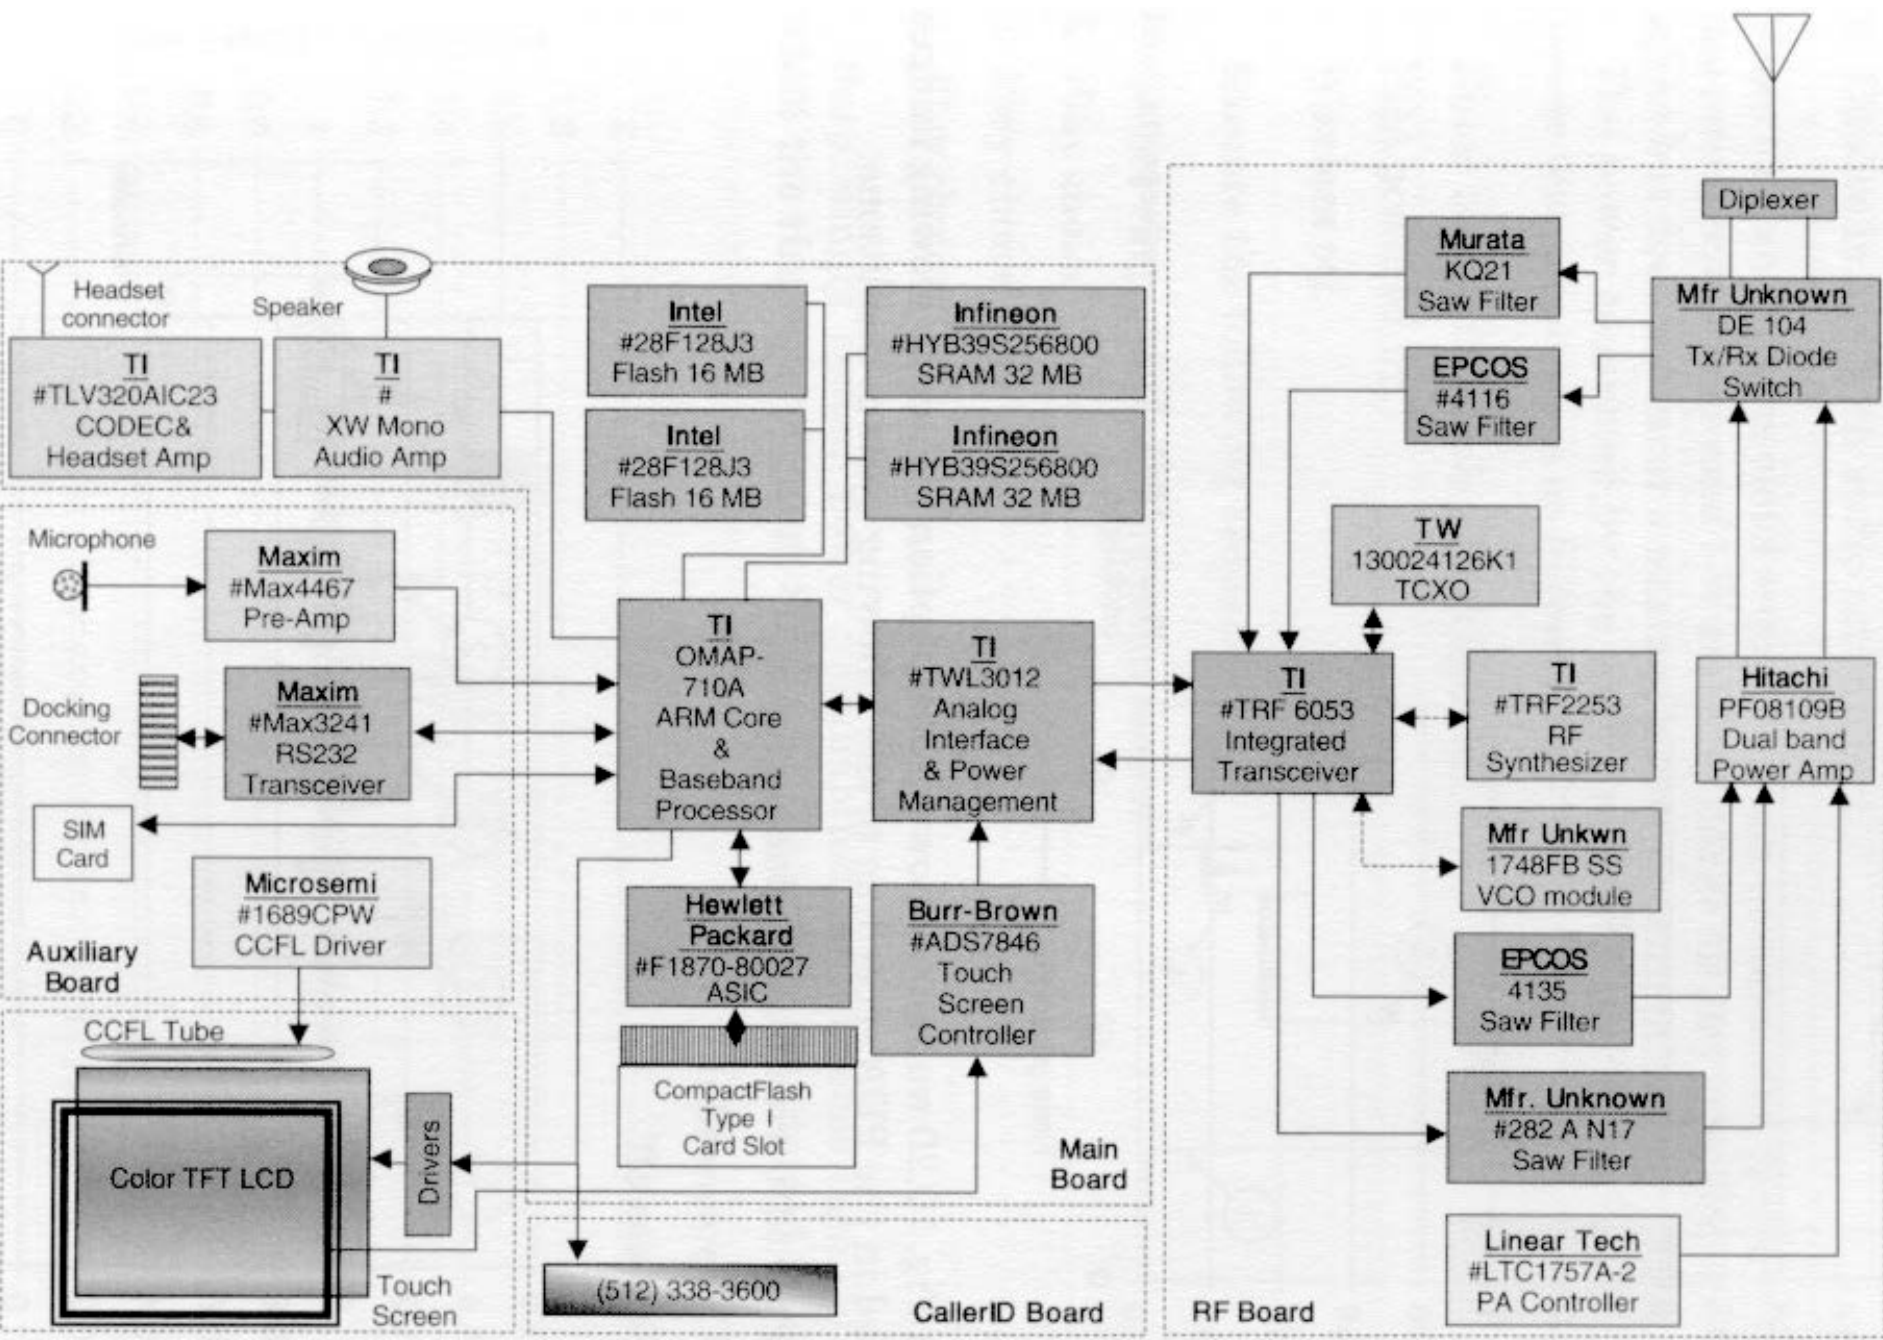 Headset
connector
Speaker
TI
#TLV320AIC23
CODEC&
Headset Amp
TI
#
XW Mono
Audio Amp
Intel
#28F128J3
Flash 16 MB
Intel
#28F128J3
Flash 16 MB
Infineon
#HYB39S256800
SRAM 32 MB
Infineon
#HYB39S256800
SRAM 32 MB
Microphone
Maxim
#Max4467
Pre-Amp
Docking
Connector
Maxim
#Max3241
RS232
Transceiver
SIM
Card
Microsemi
#1689CPW
CCFL Driver
Auxiliary
Board
TI
OMAP-
710A
ARM Core
&
Baseband
Processor
TI
#TWL3012
Analog
Interface
& Power
Management
Hewlett
Packard
#F1870-80027
ASIC
CompactFlash
Type I
Card Slot
Burr-Brown
#ADS7846
Touch
Screen
Controller
Main
Board
CCFL Tube
Color TFT LCD
Drivers
Touch
Screen
(512) 338-3600
CallerID Board
Diplexer
Murata
KQ21
Saw Filter
EPCOS
#4116
Saw Filter
Mfr Unknown
DE 104
Tx/Rx Diode
Switch
TW
130024126K1
TCXO
TI
#TRF 6053
Integrated
Transceiver
TI
#TRF2253
RF
Synthesizer
Hitachi
PF08109B
Dual band
Power Amp
Mfr Unkwn
1748FB SS
VCO module
EPCOS
4135
Saw Filter
Mfr. Unknown
#282 A N17
Saw Filter
Linear Tech
#LTC1757A-2
PA Controller
RF Board